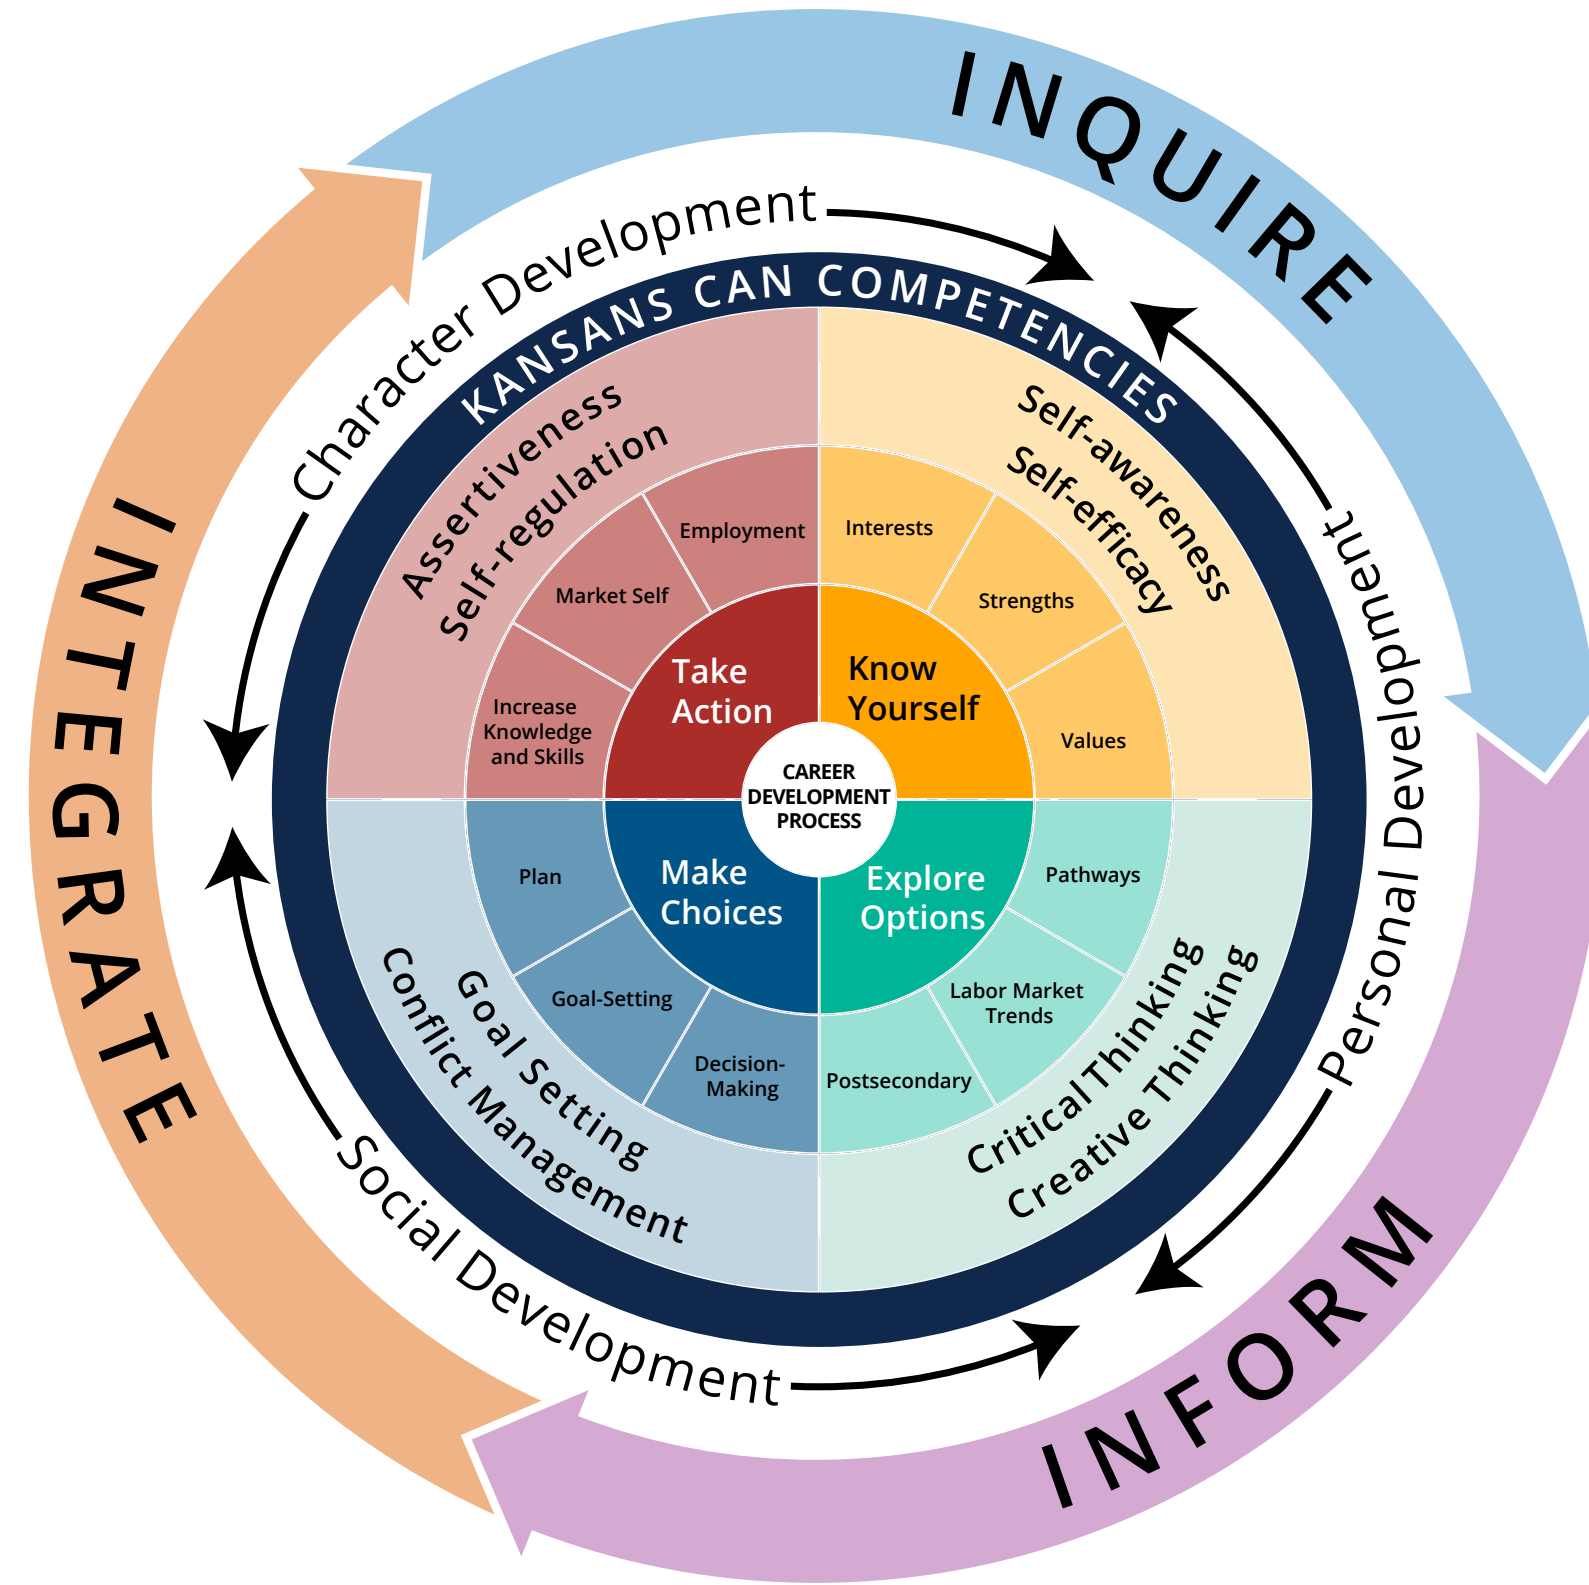 INQUIRE
INFORM
INTEGRATE
Character Development
Personal Development
Social Development
KANSANS CAN COMPETENCIES
Assertiveness
Self-regulation
Self-awareness
Self-efficacy
Employment
Market Self
Increase
Knowledge
and Skills
Interests
Strengths
Values
Take
Action
Know
Yourself
CAREER
DEVELOPMENT
PROCESS
Make
Choices
Explore
Options
Plan
Goal-Setting
Decision-
Making
Pathways
Labor Market
Trends
Postsecondary
Goal Setting
Conflict Management
Critical Thinking
Creative Thinking